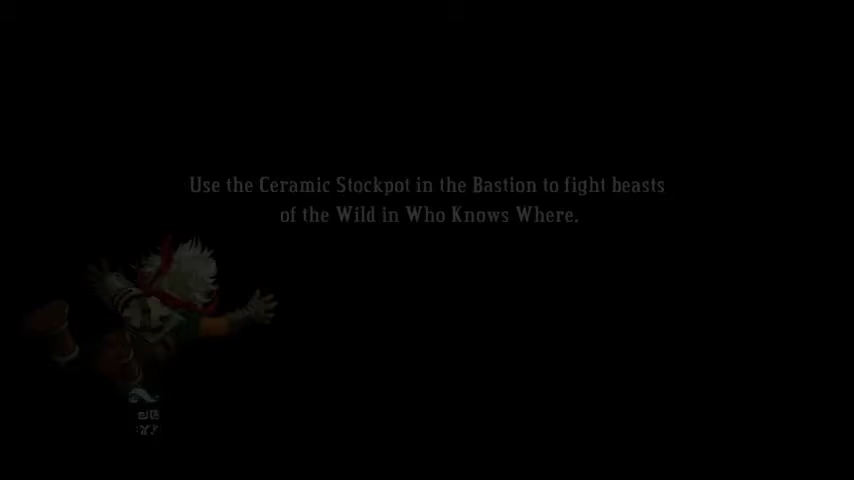 Use the Ceramic Stockpot in the Bastion to fight beasts
of the Wild in Who Knows Where.